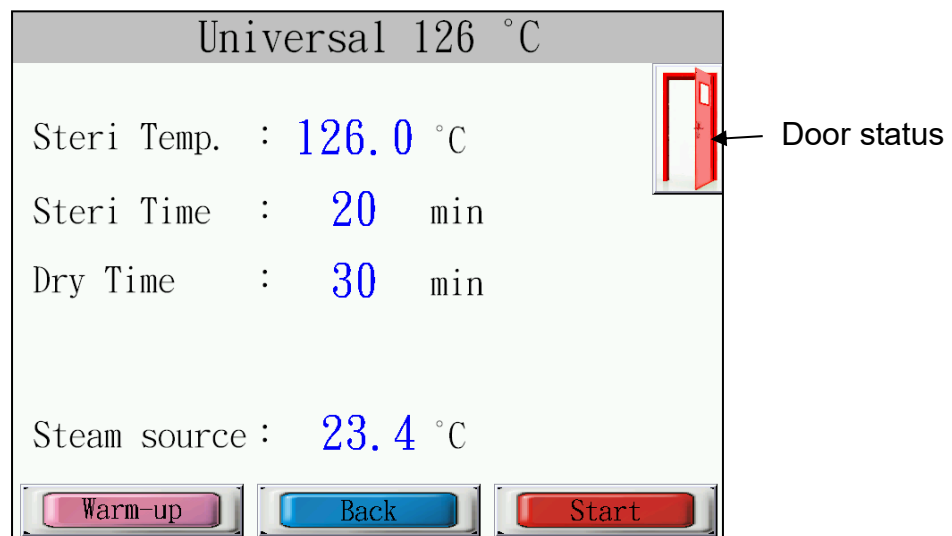 Universal 126 °C
Door status
Steri Temp. : 126.0 °C
Steri Time : 20 min
Dry Time : 30 min
Steam source : 23.4 °C
Warm-up Back Start